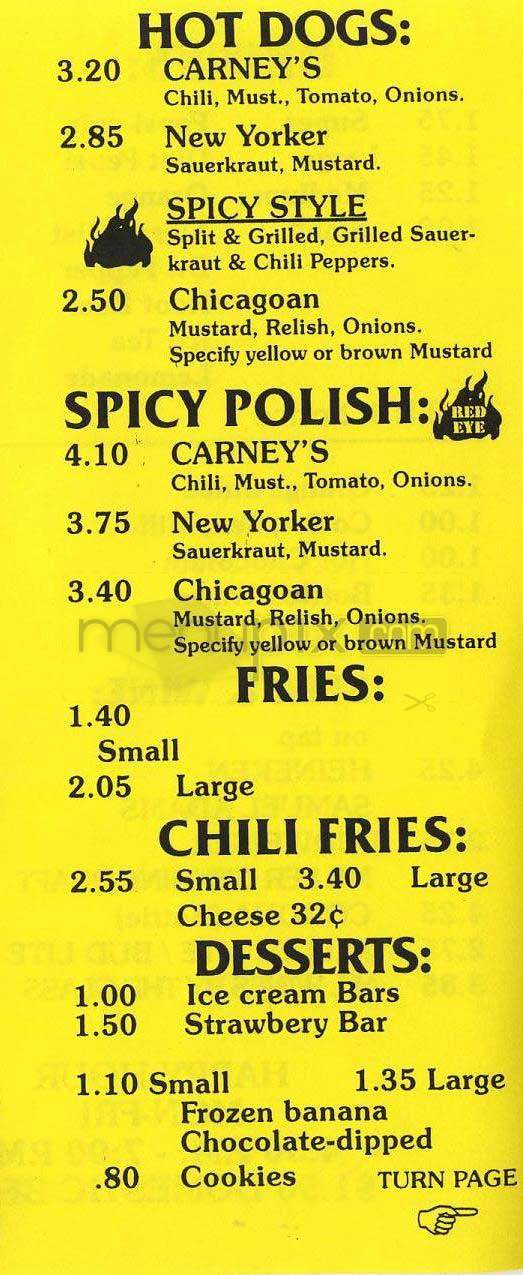 HOT DOGS:
3.20 CARNEY'S
Chili, Must., Tomato, Onions.
2.85 New Yorker
Sauerkraut, Mustard.
SPICY STYLE
Split & Grilled, Grilled Sauer-
kraut & Chili Peppers.
2.50 Chicagoan
Mustard, Relish, Onions.
Specify yellow or brown Mustard
SPICY POLISH: RED EYE
4.10 CARNEY'S
Chili, Must., Tomato, Onions.
3.75 New Yorker
Sauerkraut, Mustard.
3.40 Chicagoan
Mustard, Relish, Onions.
menupix.com
Specify yellow or brown Mustard
FRIES:
1.40
Small
2.05 Large
CHILI FRIES:
2.55 Small 3.40 Large
Cheese 32¢
DESSERTS:
1.00 Ice cream Bars
1.50 Strawbery Bar
1.10 Small 1.35 Large
Frozen banana
Chocolate-dipped
.80 Cookies TURN PAGE